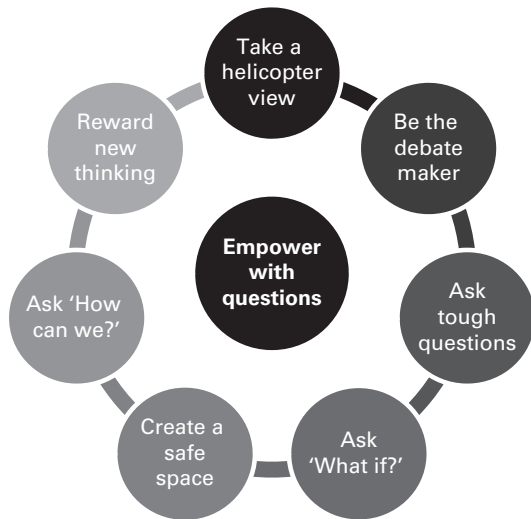 Take a
helicopter
view
Be the
debate
maker
Ask
tough
questions
Ask
‘What if?’
Create a
safe
space
Ask ‘How
can we?’
Reward
new
thinking
Empower
with
questions